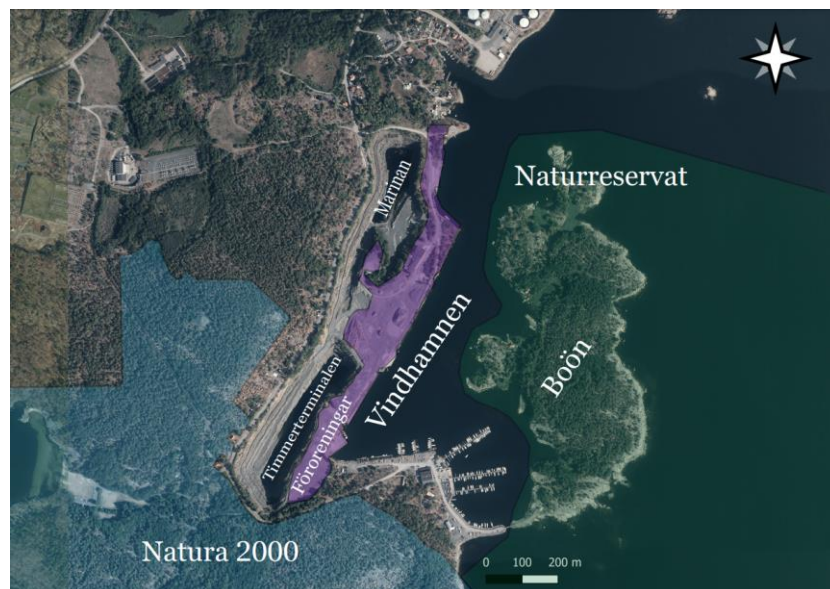 Naturreservat
Marinan
Vindhamnen
Boön
Timmerterminalen
Föroreningar
Natura 2000
0 100 200 m